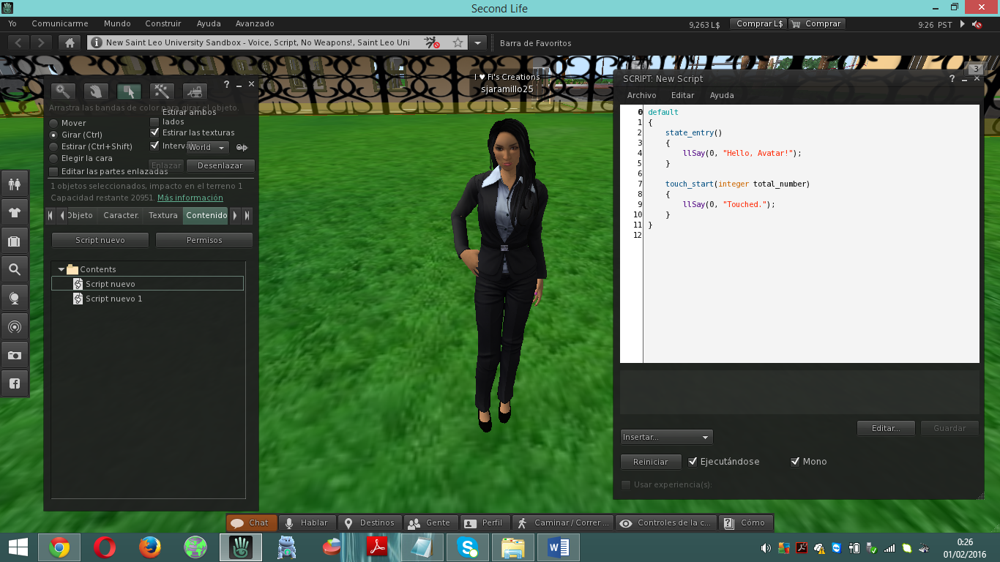 Second Life
Yo Comunicarme Mundo Construir Ayuda Avanzado
9,263 L$ Comprar L$ Comprar 9:26 PST
New Saint Leo University Sandbox - Voice, Script, No Weapons!, Saint Leo Uni
Barra de Favoritos
I ♥ Fi's Creations
sjaramillo25
3
? _ ×
Arrastra las bandas de color para girar el objeto.
Mover
Girar (Ctrl)
Estirar (Ctrl+Shift)
Elegir la cara
Editar las partes enlazadas
Estirar ambos
lados
Estirar las texturas
Interva World
Enlazar Desenlazar
1 objetos seleccionados, impacto en el terreno 1
Capacidad restante 20951. Más información
Objeto Caracter. Textura Contenido
Script nuevo Permisos
Contents
Script nuevo
Script nuevo 1
SCRIPT: New Script
? _ ×
Archivo Editar Ayuda
0 default
1 {
2 state_entry()
3 {
4 llSay(0, "Hello, Avatar!");
5 }
6
7 touch_start(integer total_number)
8 {
9 llSay(0, "Touched.");
10 }
11 }
12
Insertar... Editar... Guardar
Reiniciar Ejecutándose Mono
Usar experiencia(s):
Chat Hablar Destinos Gente Perfil Caminar / Correr ... Controles de la c... Cómo
0:26
01/02/2016